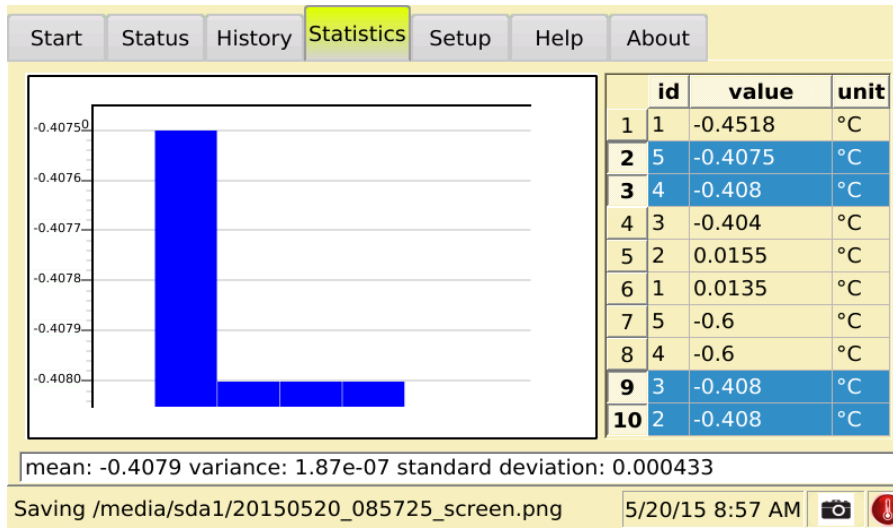 Start Status History Statistics Setup Help About
-0.40750
-0.4076
-0.4077
-0.4078
-0.4079
-0.4080
id value unit
1 1 -0.4518 °C
2 5 -0.4075 °C
3 4 -0.408 °C
4 3 -0.404 °C
5 2 0.0155 °C
6 1 0.0135 °C
7 5 -0.6 °C
8 4 -0.6 °C
9 3 -0.408 °C
10 2 -0.408 °C
mean: -0.4079 variance: 1.87e-07 standard deviation: 0.000433
Saving /media/sda1/20150520_085725_screen.png 5/20/15 8:57 AM